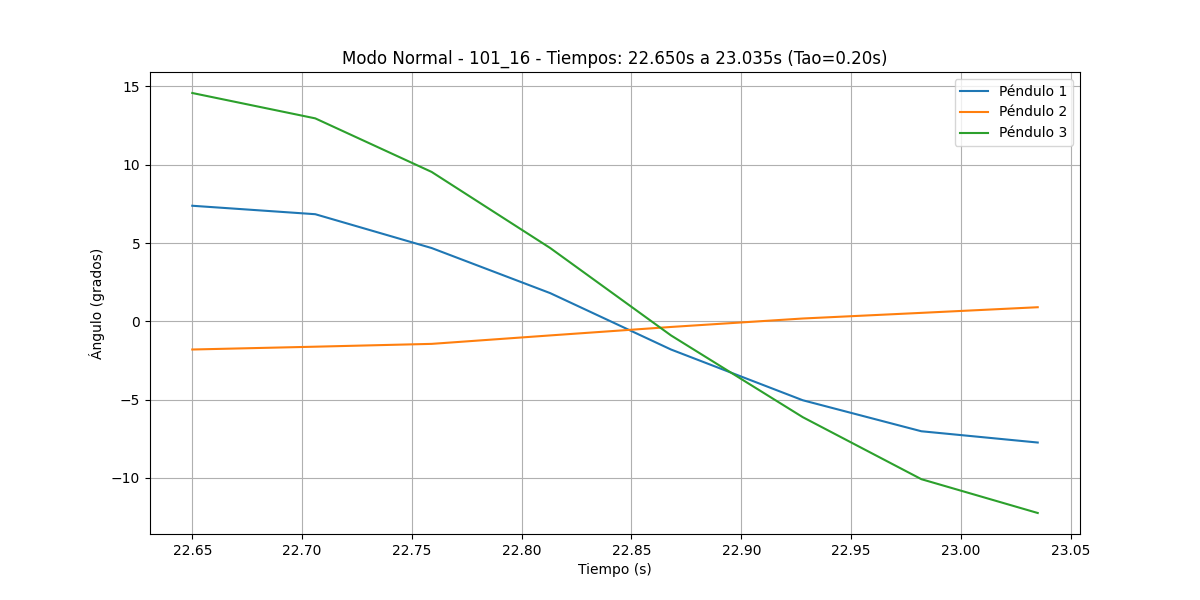 Modo Normal - 101_16 - Tiempos: 22.650s a 23.035s (Tao=0.20s)
Péndulo 1
Péndulo 2
Péndulo 3
Ángulo (grados)
15
10
5
0
−5
−10
22.65 22.70 22.75 22.80 22.85 22.90 22.95 23.00 23.05
Tiempo (s)